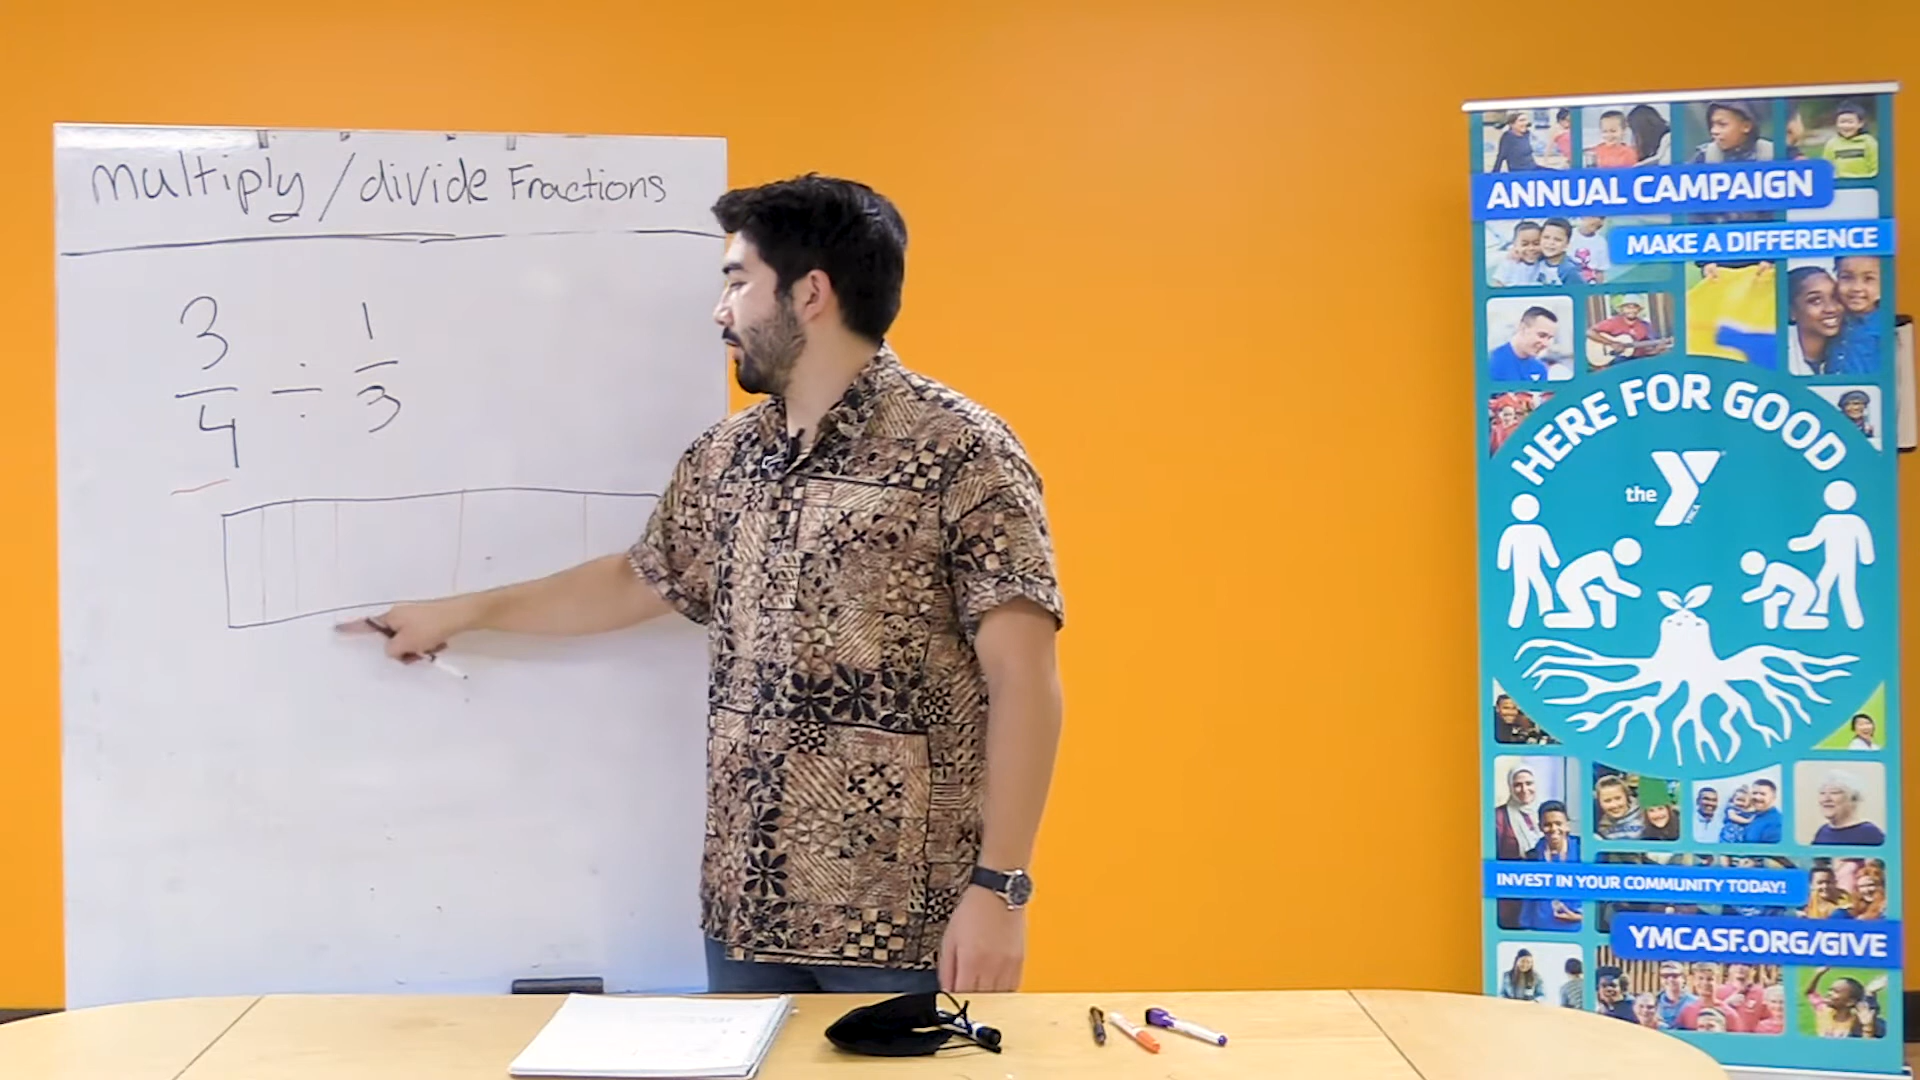 multiply / divide Fractions
3/4 ÷ 1/3
ANNUAL CAMPAIGN
MAKE A DIFFERENCE
HERE FOR GOOD
the Y
YMCA
INVEST IN YOUR COMMUNITY TODAY!
YMCASF.ORG/GIVE